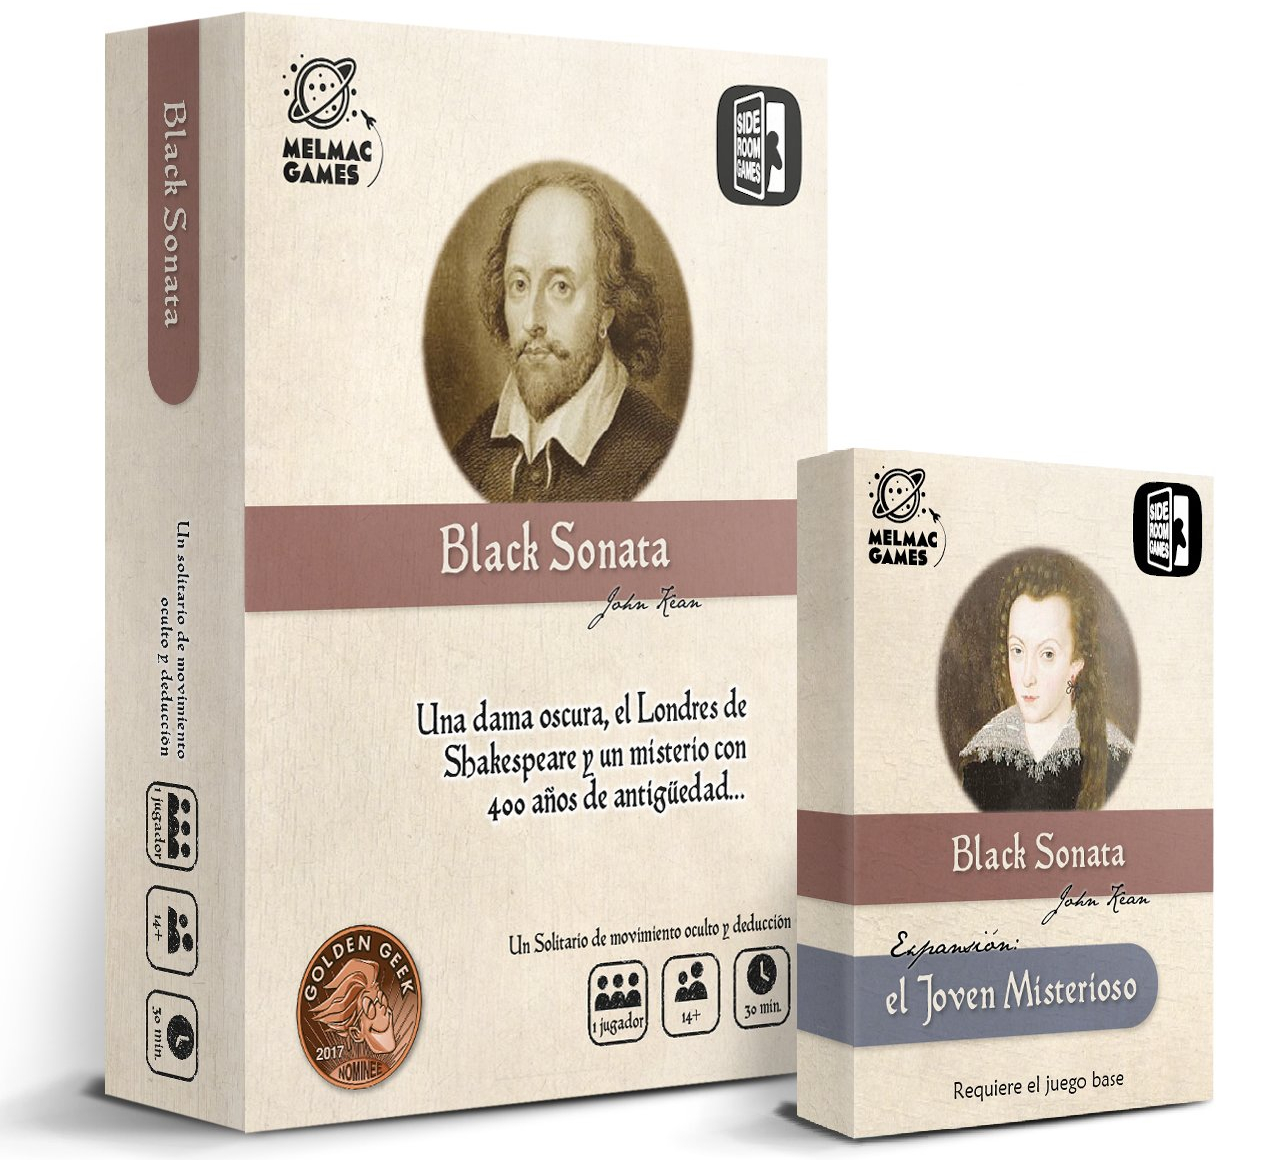 Black Sonata
Un solitario de movimiento
oculto y deducción
1 jugador
14+
30 min.
MELMAC
GAMES
SIDE
ROOM
GAMES
Black Sonata
John Kean
Una dama oscura, el Londres de
Shakespeare y un misterio con
400 años de antigüedad...
Un Solitario de movimiento oculto y deducción
1 jugador
14+
30 min.
GOLDEN GEEK
2017
NOMINEE
MELMAC
GAMES
SIDE
ROOM
GAMES
Black Sonata
John Kean
Expansión:
el Joven Misterioso
Requiere el juego base